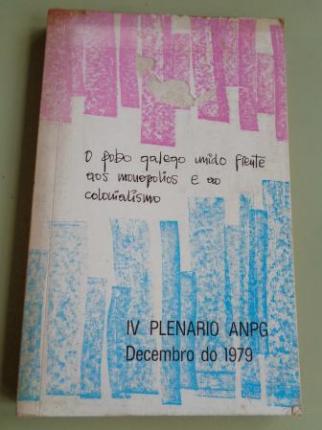 O pobo galego unido frente
aos monopolios e ao
colonialismo
IV PLENARIO ANPG
Decembro do 1979